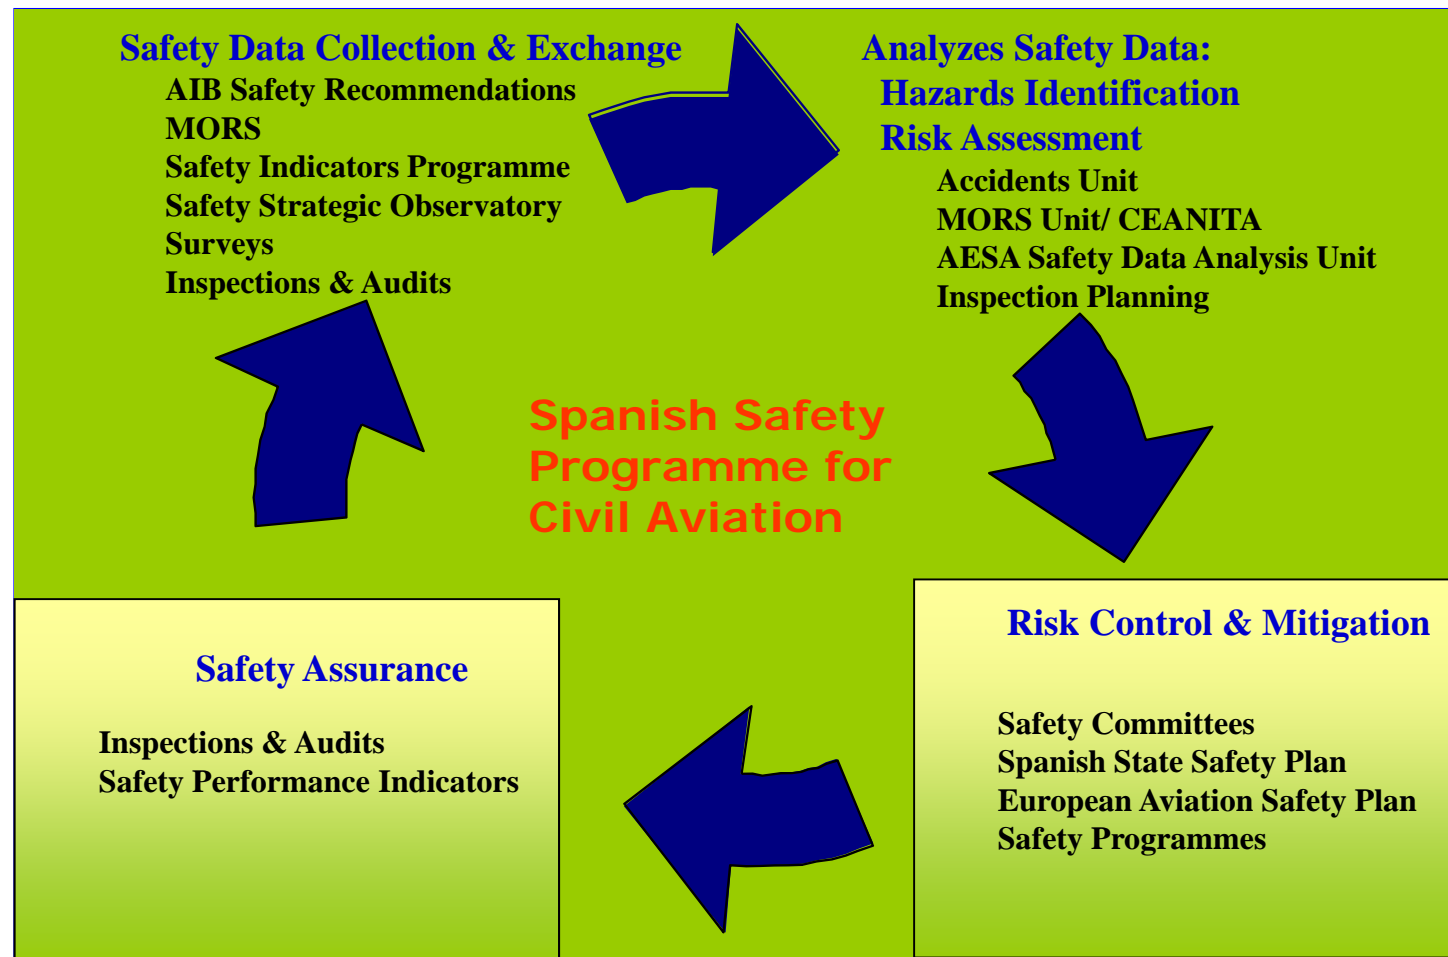 Safety Data Collection & Exchange
AIB Safety Recommendations
MORS
Safety Indicators Programme
Safety Strategic Observatory
Surveys
Inspections & Audits
Analyzes Safety Data:
Hazards Identification
Risk Assessment
Accidents Unit
MORS Unit/ CEANITA
AESA Safety Data Analysis Unit
Inspection Planning
Spanish Safety
Programme for
Civil Aviation
Risk Control & Mitigation
Safety Committees
Spanish State Safety Plan
European Aviation Safety Plan
Safety Programmes
Safety Assurance
Inspections & Audits
Safety Performance Indicators